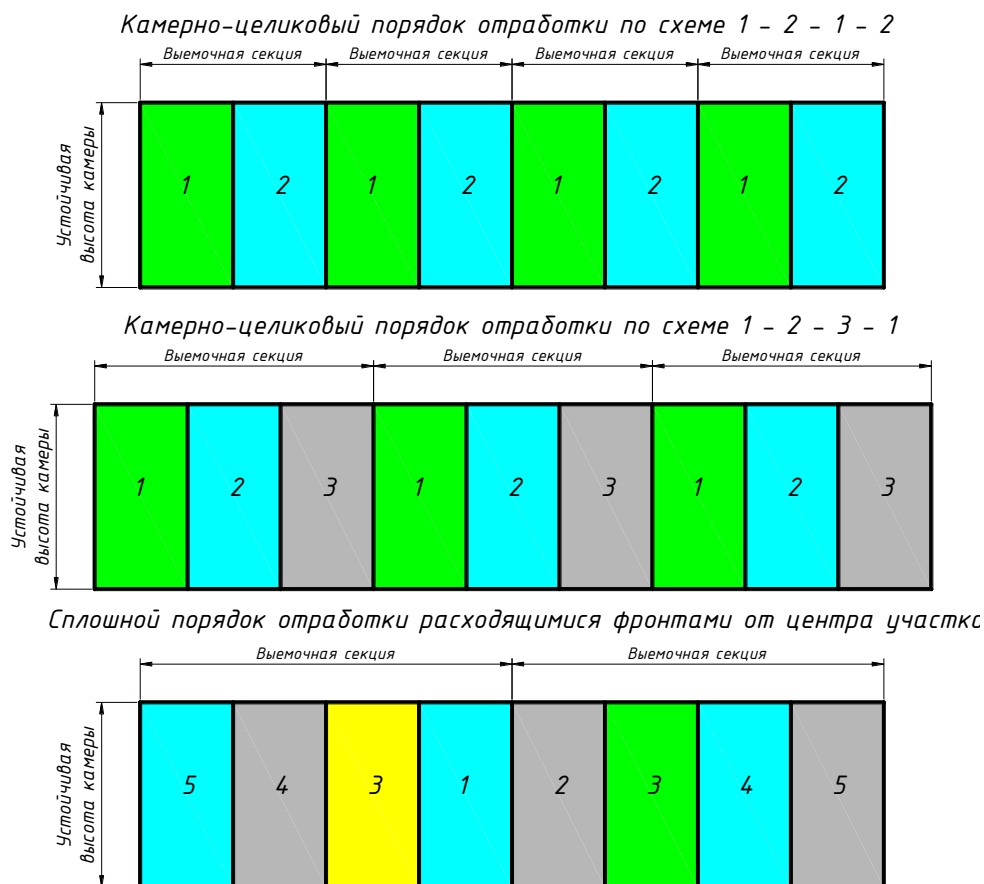 Камерно-целиковый порядок отработки по схеме 1 - 2 - 1 - 2
Выемочная секция Выемочная секция Выемочная секция Выемочная секция
Устойчивая
высота камеры
1 2 1 2 1 2 1 2
Камерно-целиковый порядок отработки по схеме 1 - 2 - 3 - 1
Выемочная секция Выемочная секция Выемочная секция
Устойчивая
высота камеры
1 2 3 1 2 3 1 2 3
Сплошной порядок отработки расходящимися фронтами от центра участка
Выемочная секция Выемочная секция
Устойчивая
высота камеры
5 4 3 1 2 3 4 5